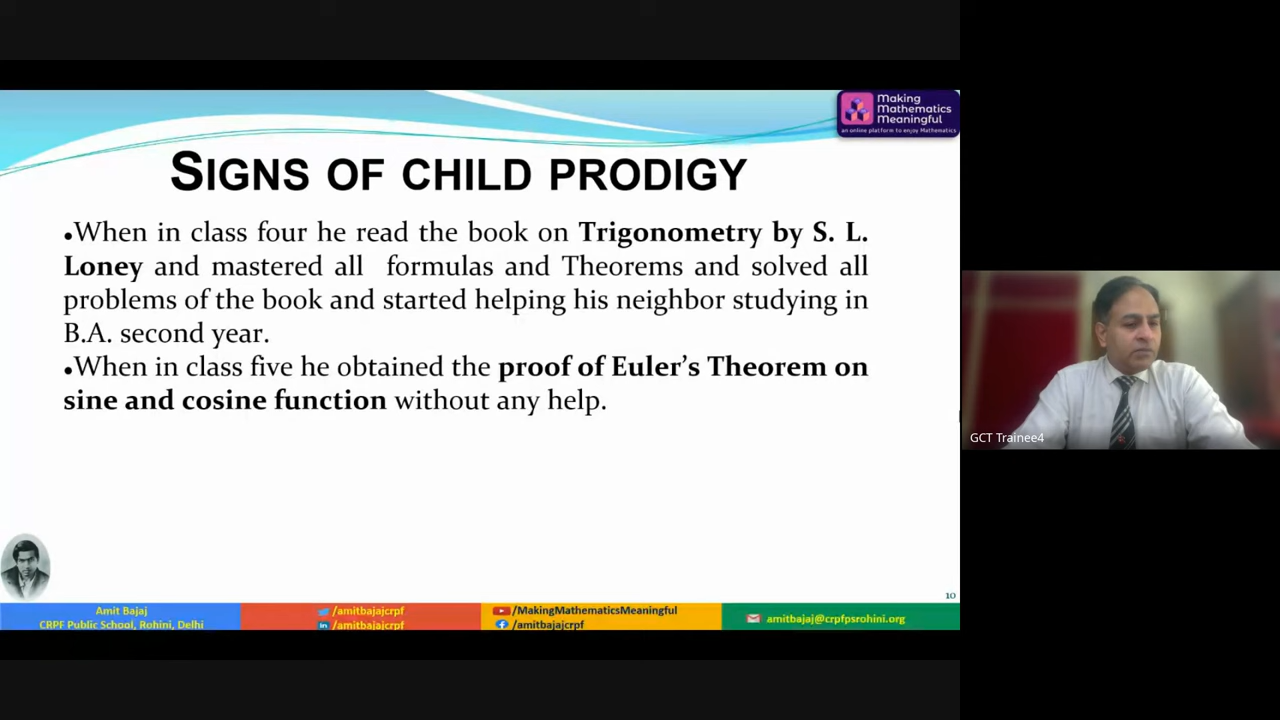 Making
Mathematics
Meaningful
an online platform to enjoy Mathematics
SIGNS OF CHILD PRODIGY
•When in class four he read the book on Trigonometry by S. L.
Loney and mastered all formulas and Theorems and solved all
problems of the book and started helping his neighbor studying in
B.A. second year.
•When in class five he obtained the proof of Euler’s Theorem on
sine and cosine function without any help.
GCT Trainee4
10
Amit Bajaj
CRPF Public School, Rohini, Delhi
/amitbajajcrpf
/amitbajajcrpf
/MakingMathematicsMeaningful
/amitbajajcrpf
amitbajaj@crpfpsrohini.org